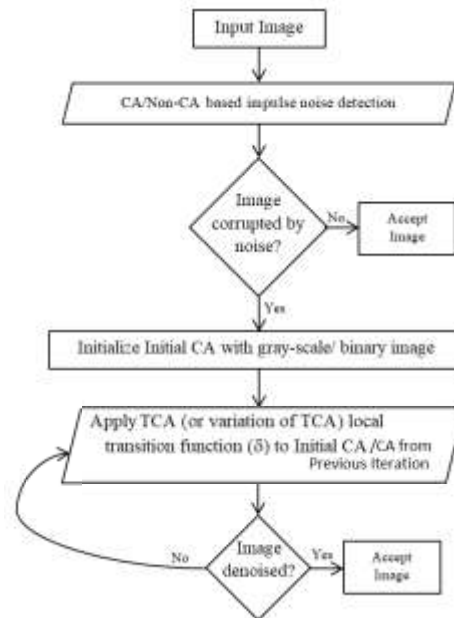 Input Image
CA/Non-CA based impulse noise detection
Image
corrupted by
noise?
No
Accept
Image
Yes
Initialize Initial CA with gray-scale/ binary image
Apply TCA (or variation of TCA) local
transition function (δ) to Initial CA/CA from
Previous Iteration
No
Image
denoised?
Yes
Accept
Image